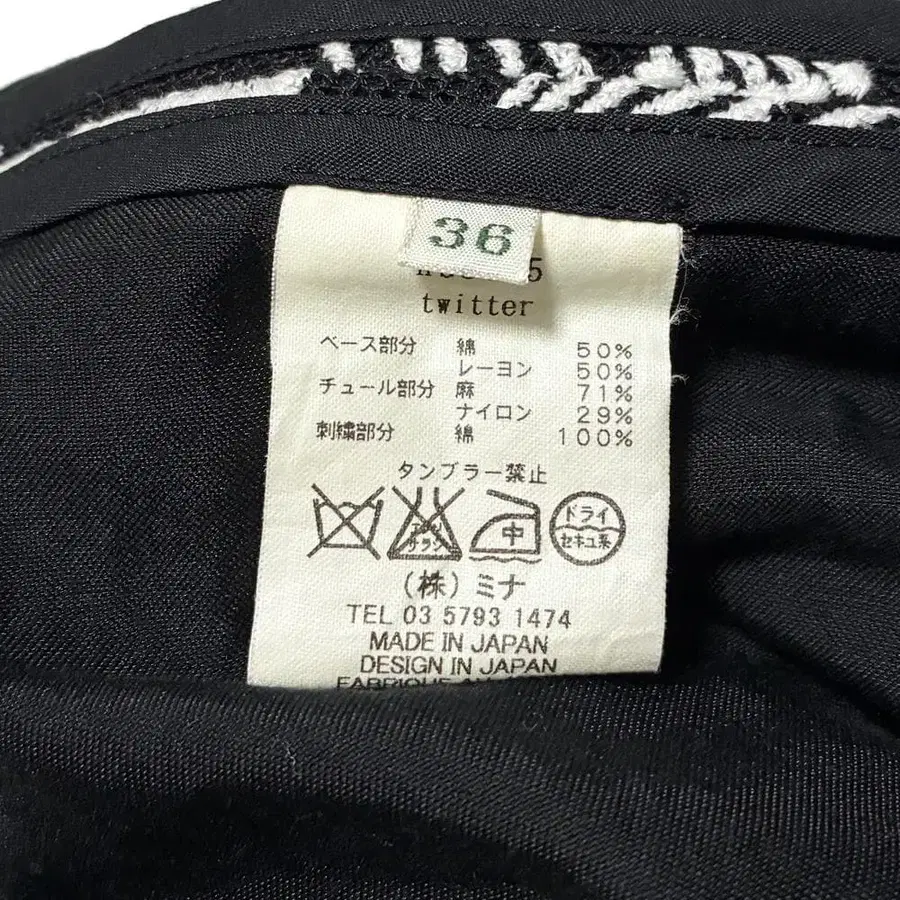 36
twitter
ベース部分 綿 50%
レーヨン 50%
チュール部分 麻 71%
ナイロン 29%
刺繍部分 綿 100%
タンブラー禁止
サラシ 中 ドライ
セキユ系
(株)ミナ
TEL 03 5793 1474
MADE IN JAPAN
DESIGN IN JAPAN